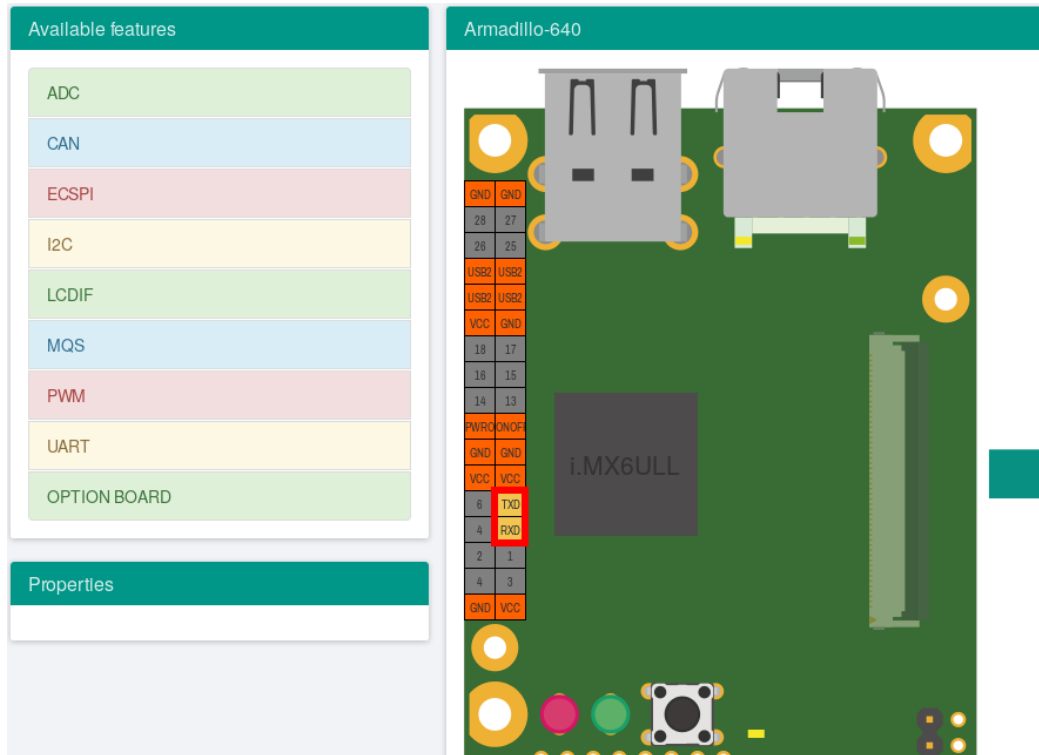 Available features
ADC
CAN
ECSPI
I2C
LCDIF
MQS
PWM
UART
OPTION BOARD
Properties
Armadillo-640
GND GND
28 27
26 25
USB2 USB2
USB2 USB2
VCC GND
18 17
16 15
14 13
PWRO ONOFF
GND GND
VCC VCC
6 TXD
4 RXD
2 1
4 3
GND VCC
i.MX6ULL